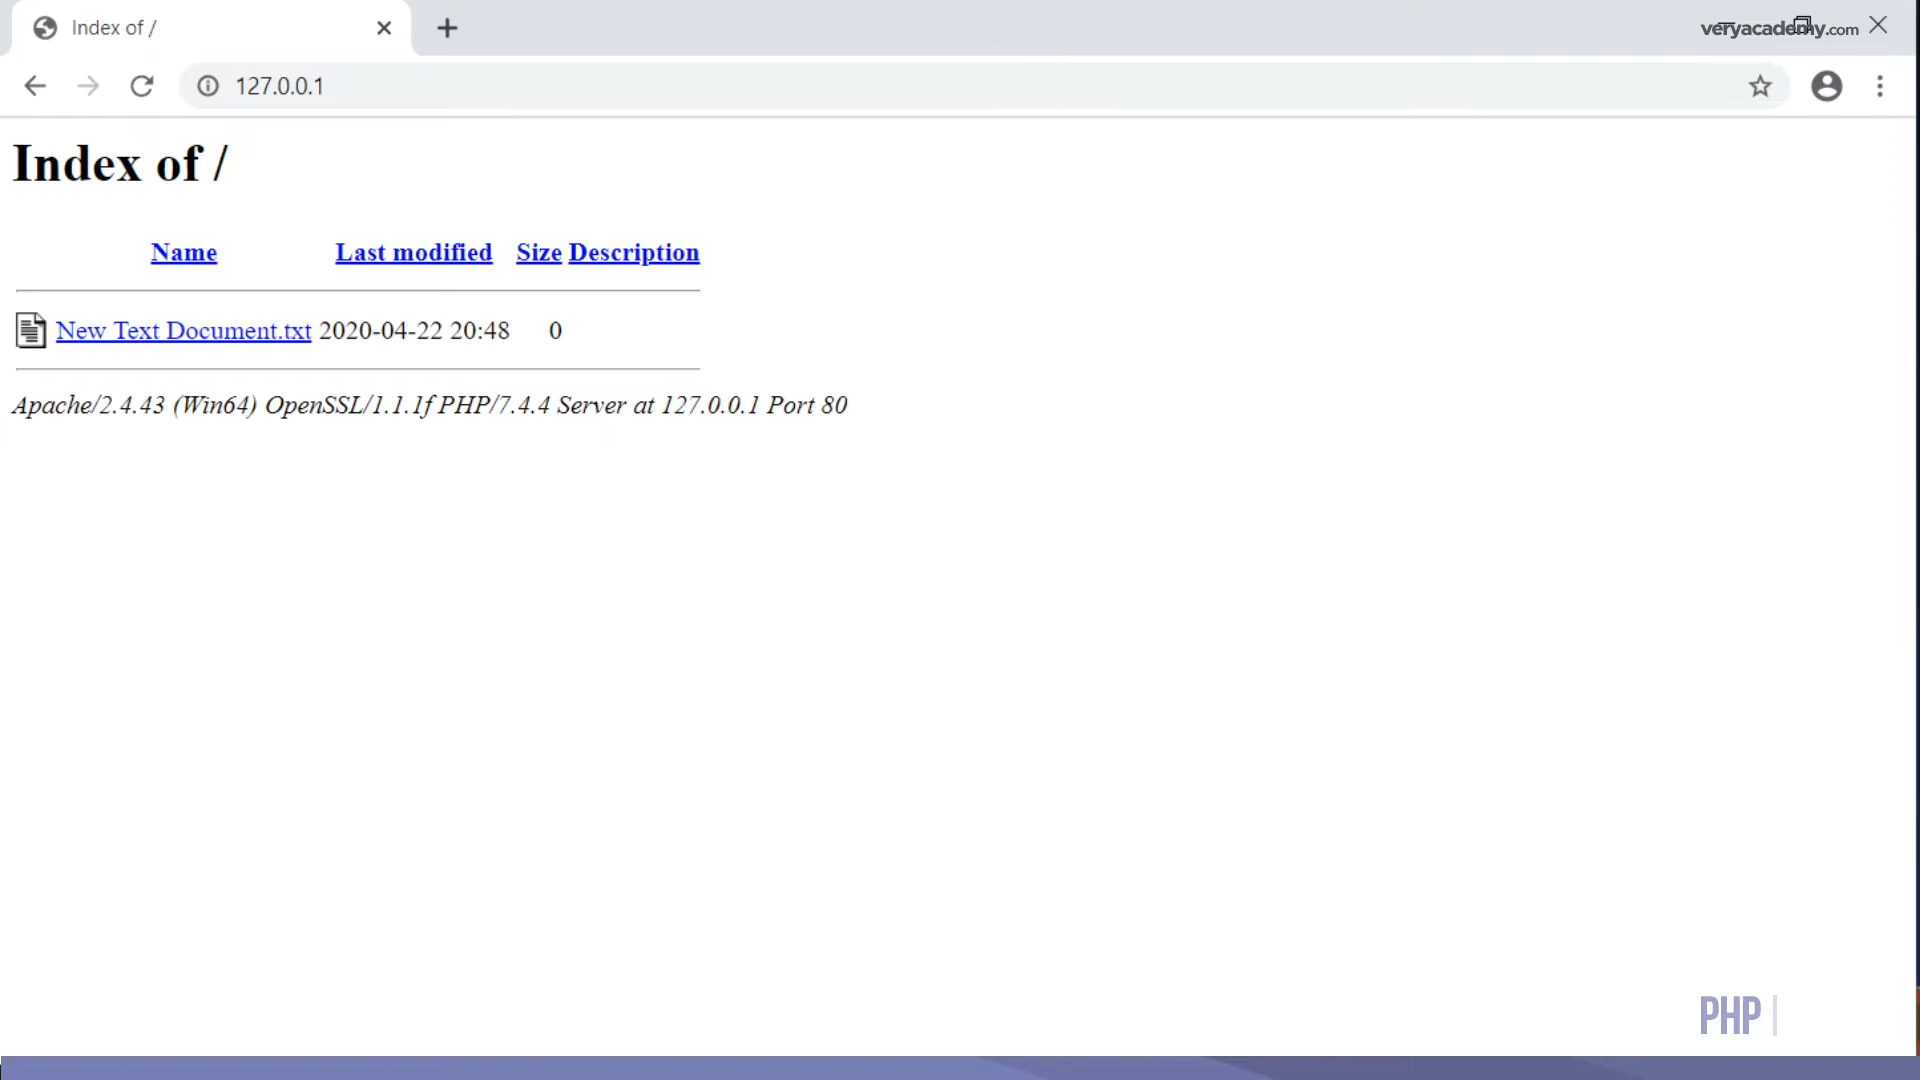 Index of /
veryacademy.com
127.0.0.1
Index of /
Name Last modified Size Description
New Text Document.txt 2020-04-22 20:48 0
Apache/2.4.43 (Win64) OpenSSL/1.1.1f PHP/7.4.4 Server at 127.0.0.1 Port 80
PHP